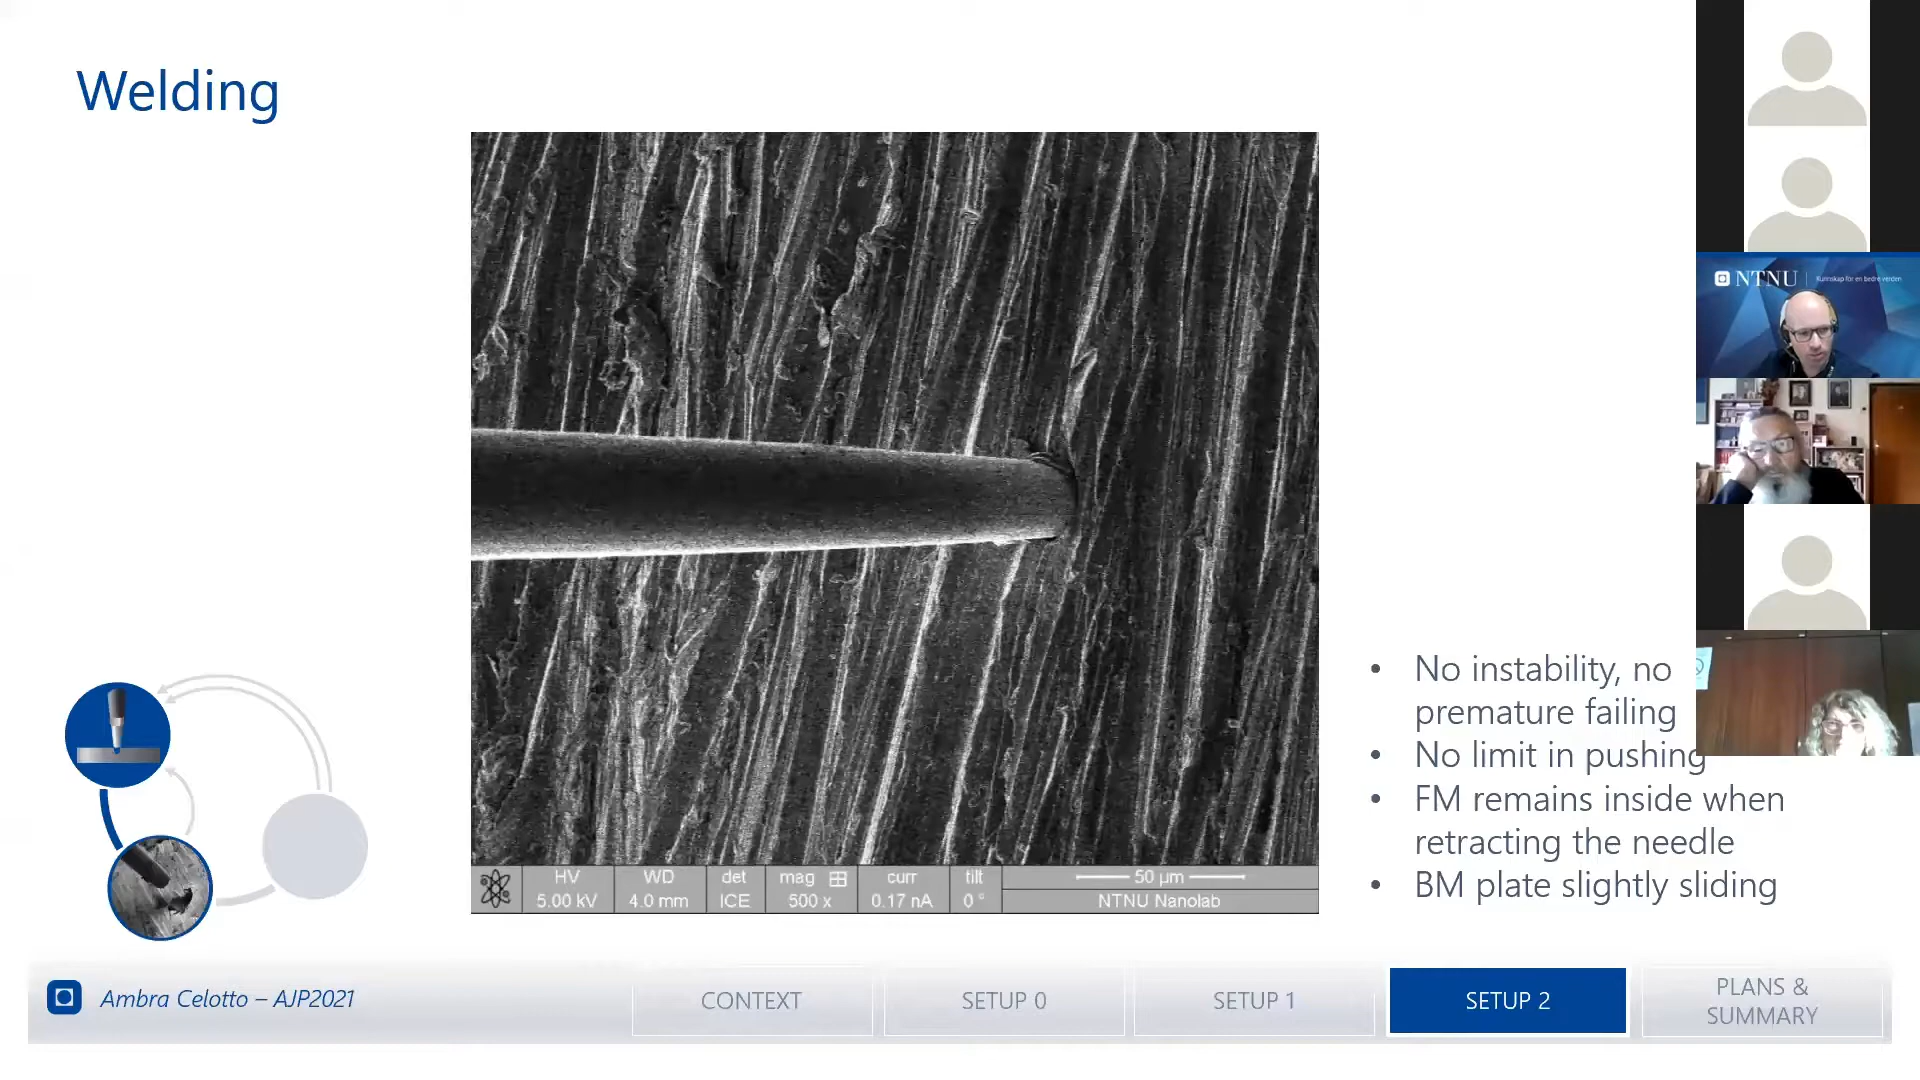 Welding
NTNU Kunnskap for en bedre verden
• No instability, no
premature failing
• No limit in pushing
• FM remains inside when
retracting the needle
• BM plate slightly sliding
HV WD det mag curr tilt 50 µm
5.00 kV 4.0 mm ICE 500 x 0.17 nA 0 ° NTNU Nanolab
Ambra Celotto – AJP2021
CONTEXT
SETUP 0
SETUP 1
SETUP 2
PLANS &
SUMMARY